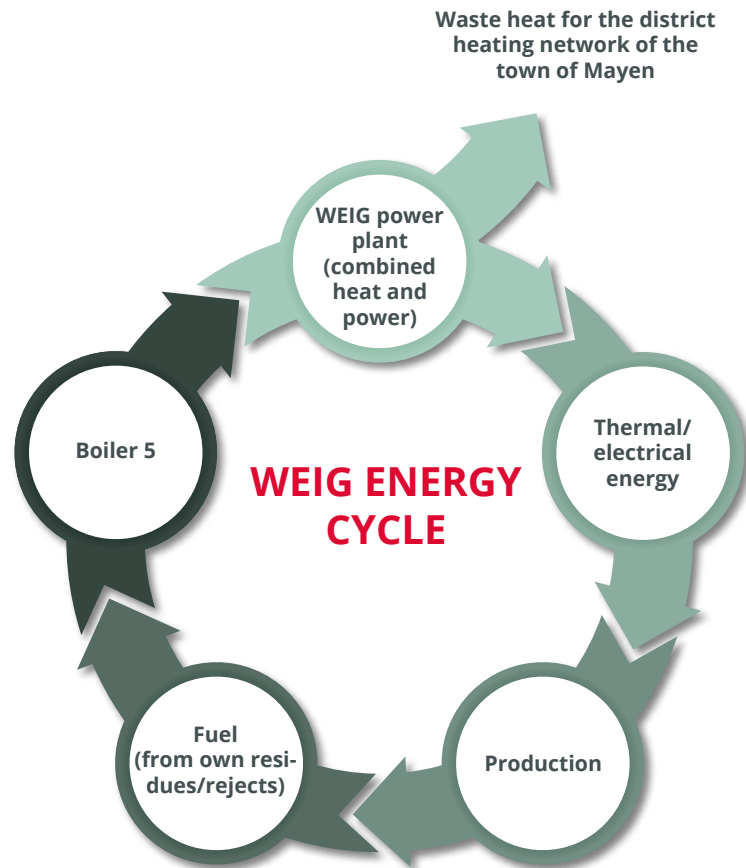 Waste heat for the district
heating network of the
town of Mayen
WEIG power
plant
(combined
heat and
power)
Thermal/
electrical
energy
Production
Fuel
(from own resi-
dues/rejects)
Boiler 5
WEIG ENERGY
CYCLE